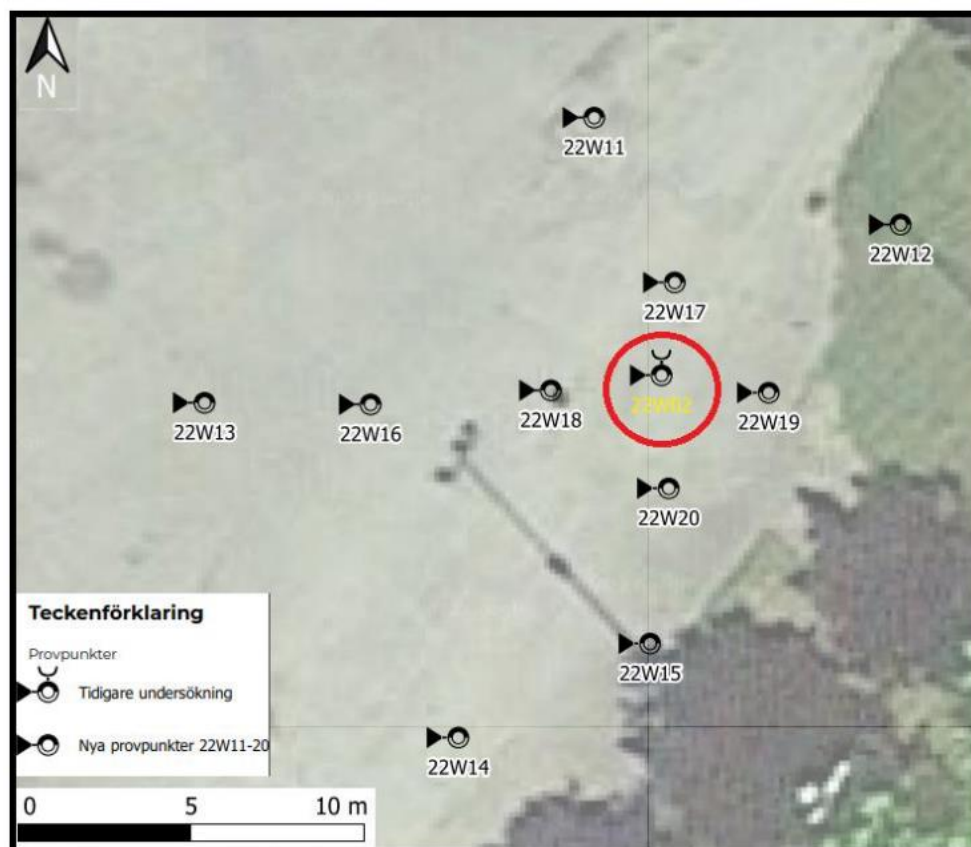 N
22W11
22W12
22W17
22W02
22W13
22W16
22W18
22W19
22W20
22W15
22W14
Teckenförklaring
Provpunkter
Tidigare undersökning
Nya provpunkter 22W11-20
0 5 10 m